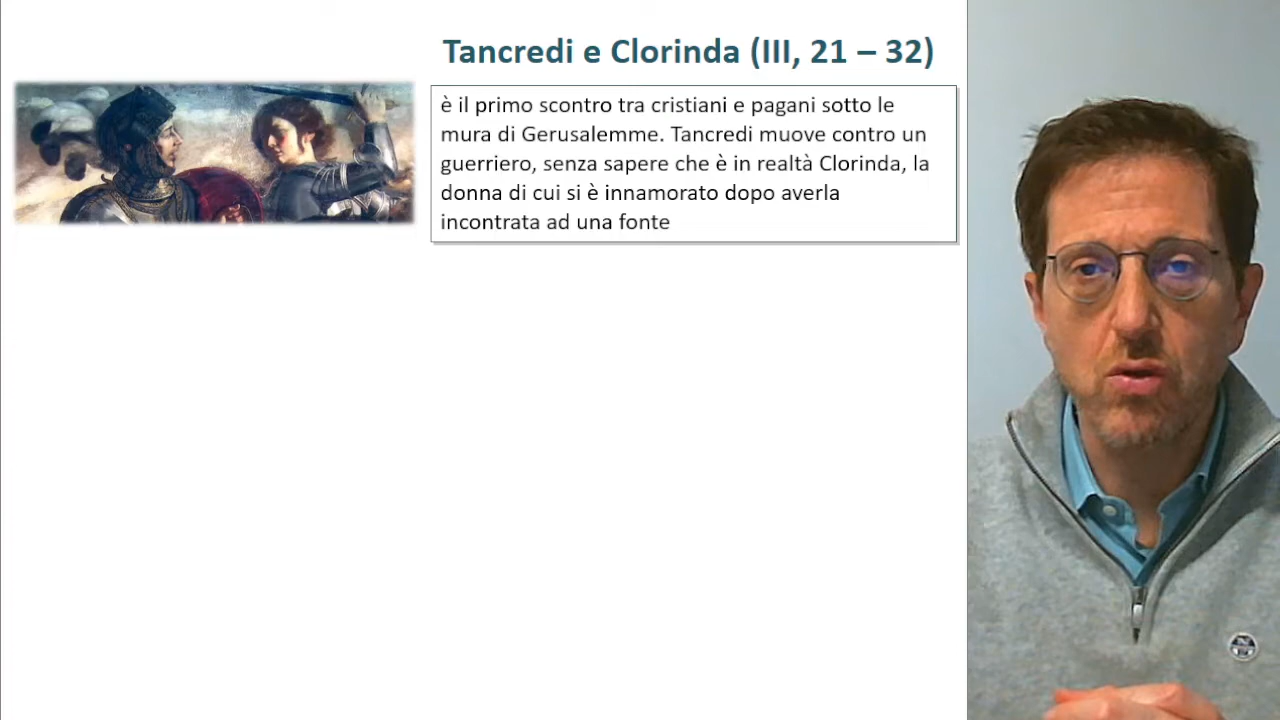 Tancredi e Clorinda (III, 21 – 32)
è il primo scontro tra cristiani e pagani sotto le
mura di Gerusalemme. Tancredi muove contro un
guerriero, senza sapere che è in realtà Clorinda, la
donna di cui si è innamorato dopo averla
incontrata ad una fonte